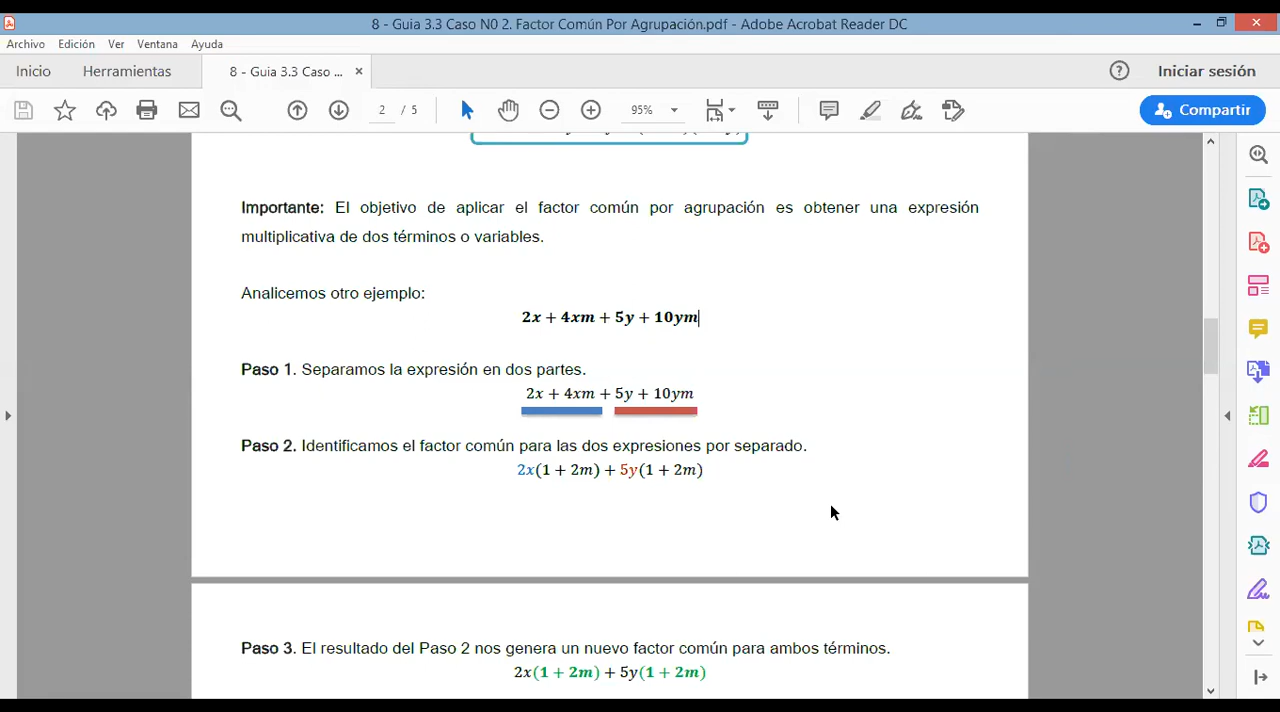 8 - Guia 3.3 Caso N0 2. Factor Común Por Agrupación.pdf - Adobe Acrobat Reader DC
Archivo Edición Ver Ventana Ayuda
Inicio Herramientas 8 - Guia 3.3 Caso ... Iniciar sesión
2 / 5 95% Compartir
Importante: El objetivo de aplicar el factor común por agrupación es obtener una expresión
multiplicativa de dos términos o variables.
Analicemos otro ejemplo:
2x + 4xm + 5y + 10ym
Paso 1. Separamos la expresión en dos partes.
2x + 4xm + 5y + 10ym
Paso 2. Identificamos el factor común para las dos expresiones por separado.
2x(1 + 2m) + 5y(1 + 2m)
Paso 3. El resultado del Paso 2 nos genera un nuevo factor común para ambos términos.
2x(1 + 2m) + 5y(1 + 2m)